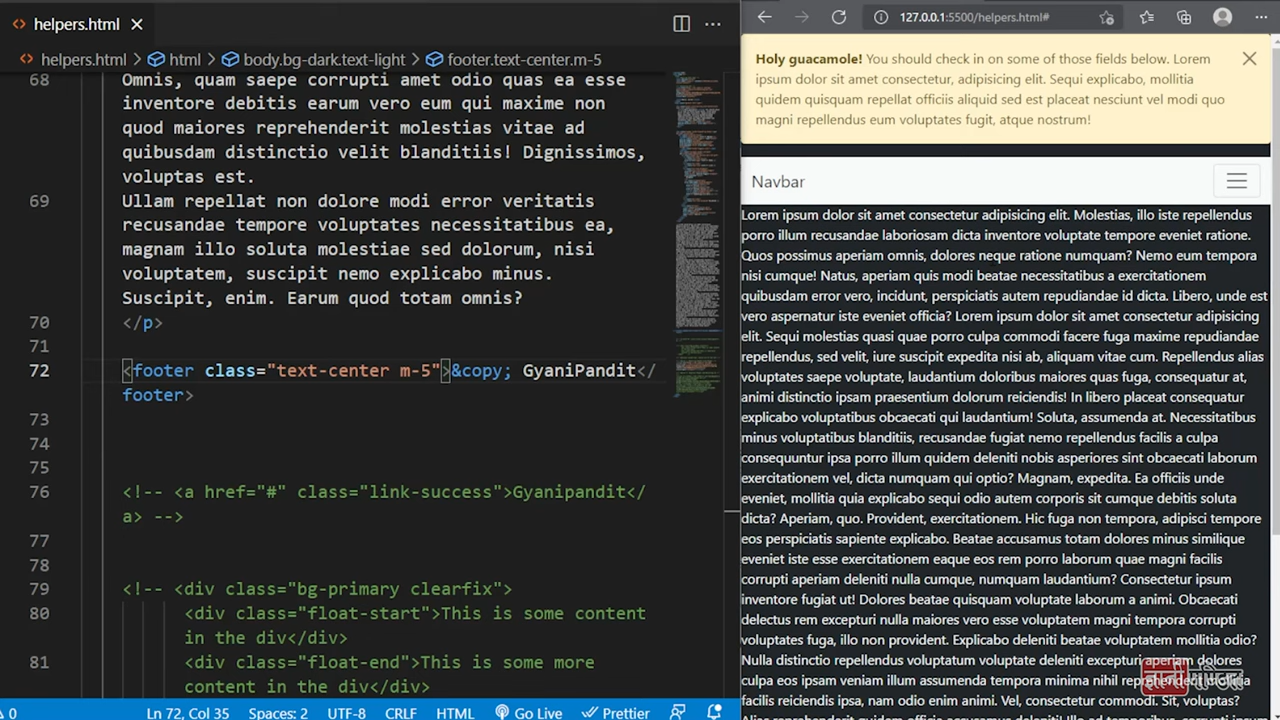 helpers.html
helpers.html > html > body.bg-dark.text-light > footer.text-center.m-5
68 Omnis, quam saepe corrupti amet odio quas ea esse
inventore debitis earum vero eum qui maxime non
quod maiores reprehenderit molestias vitae ad
quibusdam distinctio velit blanditiis! Dignissimos,
voluptas est.
69 Ullam repellat non dolore modi error veritatis
recusandae tempore voluptates necessitatibus ea,
magnam illo soluta molestiae sed dolorum, nisi
voluptatem, suscipit nemo explicabo minus.
Suscipit, enim. Earum quod totam omnis?
70 </p>
71
72 <footer class="text-center m-5">&copy; GyaniPandit</
footer>
73
74
75
76 <!-- <a href="#" class="link-success">Gyanipandit</
a> -->
77
78
79 <!-- <div class="bg-primary clearfix">
80 <div class="float-start">This is some content
in the div</div>
81 <div class="float-end">This is some more
content in the div</div>
0 Ln 72, Col 35 Spaces: 2 UTF-8 CRLF HTML Go Live Prettier
127.0.0.1:5500/helpers.html#
Holy guacamole! You should check in on some of those fields below. Lorem
ipsum dolor sit amet consectetur, adipisicing elit. Sequi explicabo, mollitia
quidem quisquam repellat officiis aliquid sed est placeat nesciunt vel modi quo
magni repellendus eum voluptates fugit, atque nostrum!
Navbar
Lorem ipsum dolor sit amet consectetur adipisicing elit. Molestias, illo iste repellendus
porro illum recusandae laboriosam dicta inventore voluptate tempore eveniet ratione.
Quos possimus aperiam omnis, dolores neque ratione numquam? Nemo eum tempora
nisi cumque! Natus, aperiam quis modi beatae necessitatibus a exercitationem
quibusdam error vero, incidunt, perspiciatis autem repudiandae id dicta. Libero, unde est
vero aspernatur iste eveniet officia? Lorem ipsum dolor sit amet consectetur adipisicing
elit. Sequi molestias quasi quae porro culpa commodi facere fuga maxime repudiandae
repellendus, sed velit, iure suscipit expedita nisi ab, aliquam vitae cum. Repellendus alias
voluptates saepe voluptate, laudantium doloribus maiores quis fuga, consequatur at,
animi distinctio ipsam praesentium dolorum reiciendis! In libero placeat consequatur
explicabo voluptatibus obcaecati qui laudantium! Soluta, assumenda at. Necessitatibus
minus voluptatibus blanditiis, recusandae fugiat nemo repellendus facilis a culpa
consequuntur ipsa porro illum quidem deleniti nobis asperiores sint obcaecati laborum
exercitationem vel, dicta numquam qui optio? Magnam, expedita. Ea officiis unde
eveniet, mollitia quia explicabo sequi odio autem corporis sit cumque debitis soluta
dicta? Aperiam, quo. Provident, exercitationem. Hic fuga non tempora, adipisci tempore
eos perspiciatis sapiente explicabo. Beatae accusamus totam dolores minus similique
eveniet iste esse exercitationem eaque eos rem porro laborum quae magni facilis
corrupti aperiam deleniti nulla cumque, numquam laudantium? Consectetur ipsum
inventore fugiat ut! Dolores beatae quisquam voluptate laborum a animi. Obcaecati
delectus rem excepturi nulla maiores vero esse voluptatem magni tempora corrupti
voluptates fuga, illo non provident. Explicabo deleniti beatae voluptatem mollitia odio?
Nulla distinctio repellendus voluptatum voluptate deleniti excepturi aperiam dolores
culpa eos ipsam veniam illum assumenda tempora minima nihil reprehenderit facilis
facilis reiciendis ipsa, nam odio enim animi. Vel, consectetur commodi. Sit, voluptas?